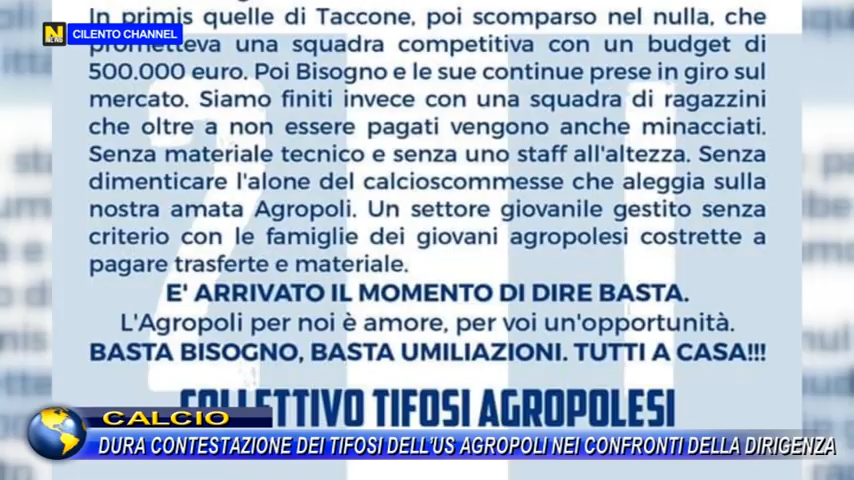 In primis quelle di Taccone, poi scomparso nel nulla, che
CILENTO CHANNEL
prometteva una squadra competitiva con un budget di
500.000 euro. Poi Bisogno e le sue continue prese in giro sul
mercato. Siamo finiti invece con una squadra di ragazzini
che oltre a non essere pagati vengono anche minacciati.
Senza materiale tecnico e senza uno staff all'altezza. Senza
dimenticare l'alone del calcioscommesse che aleggia sulla
nostra amata Agropoli. Un settore giovanile gestito senza
criterio con le famiglie dei giovani agropolesi costrette a
pagare trasferte e materiale.
E' ARRIVATO IL MOMENTO DI DIRE BASTA.
L'Agropoli per noi è amore, per voi un'opportunità.
BASTA BISOGNO, BASTA UMILIAZIONI. TUTTI A CASA!!!
COLLETTIVO TIFOSI AGROPOLESI
CALCIO
DURA CONTESTAZIONE DEI TIFOSI DELL'US AGROPOLI NEI CONFRONTI DELLA DIRIGENZA